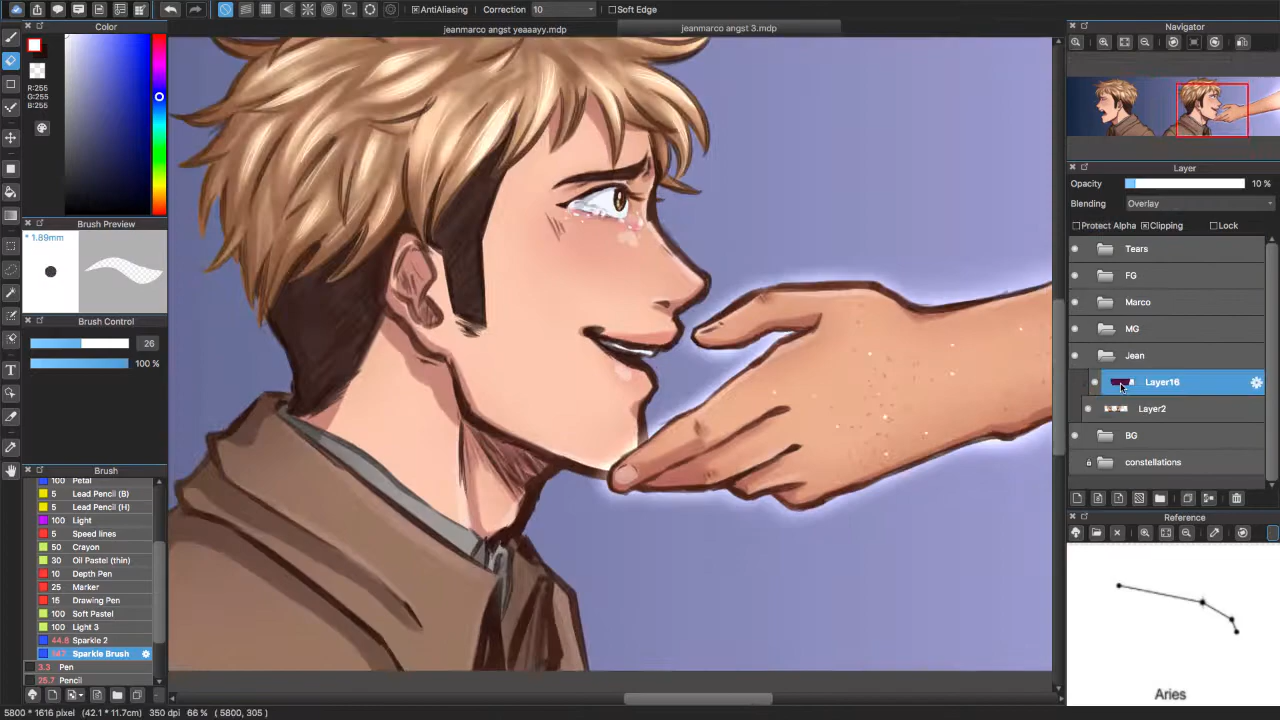 AntiAliasing Correction 10 Soft Edge
Color
jeanmarco angst yeaaayy.mdp
jeanmarco angst 3.mdp
Navigator
R:255
G:255
B:255
Layer
Opacity 10 %
Blending Overlay
Protect Alpha Clipping Lock
Brush Preview
* 1.89mm
Tears
FG
Marco
MG
Jean
Layer16
Layer2
BG
constellations
Brush Control
26
100 %
Brush
100 Petal
5 Lead Pencil (B)
5 Lead Pencil (H)
100 Light
5 Speed lines
50 Crayon
30 Oil Pastel (thin)
10 Depth Pen
25 Marker
15 Drawing Pen
100 Soft Pastel
100 Light 3
44.8 Sparkle 2
Sparkle Brush
3.3 Pen
25.7 Pencil
Reference
Aries
5800 * 1616 pixel (42.1 * 11.7cm) 350 dpi 66 % ( 5800, 305 )